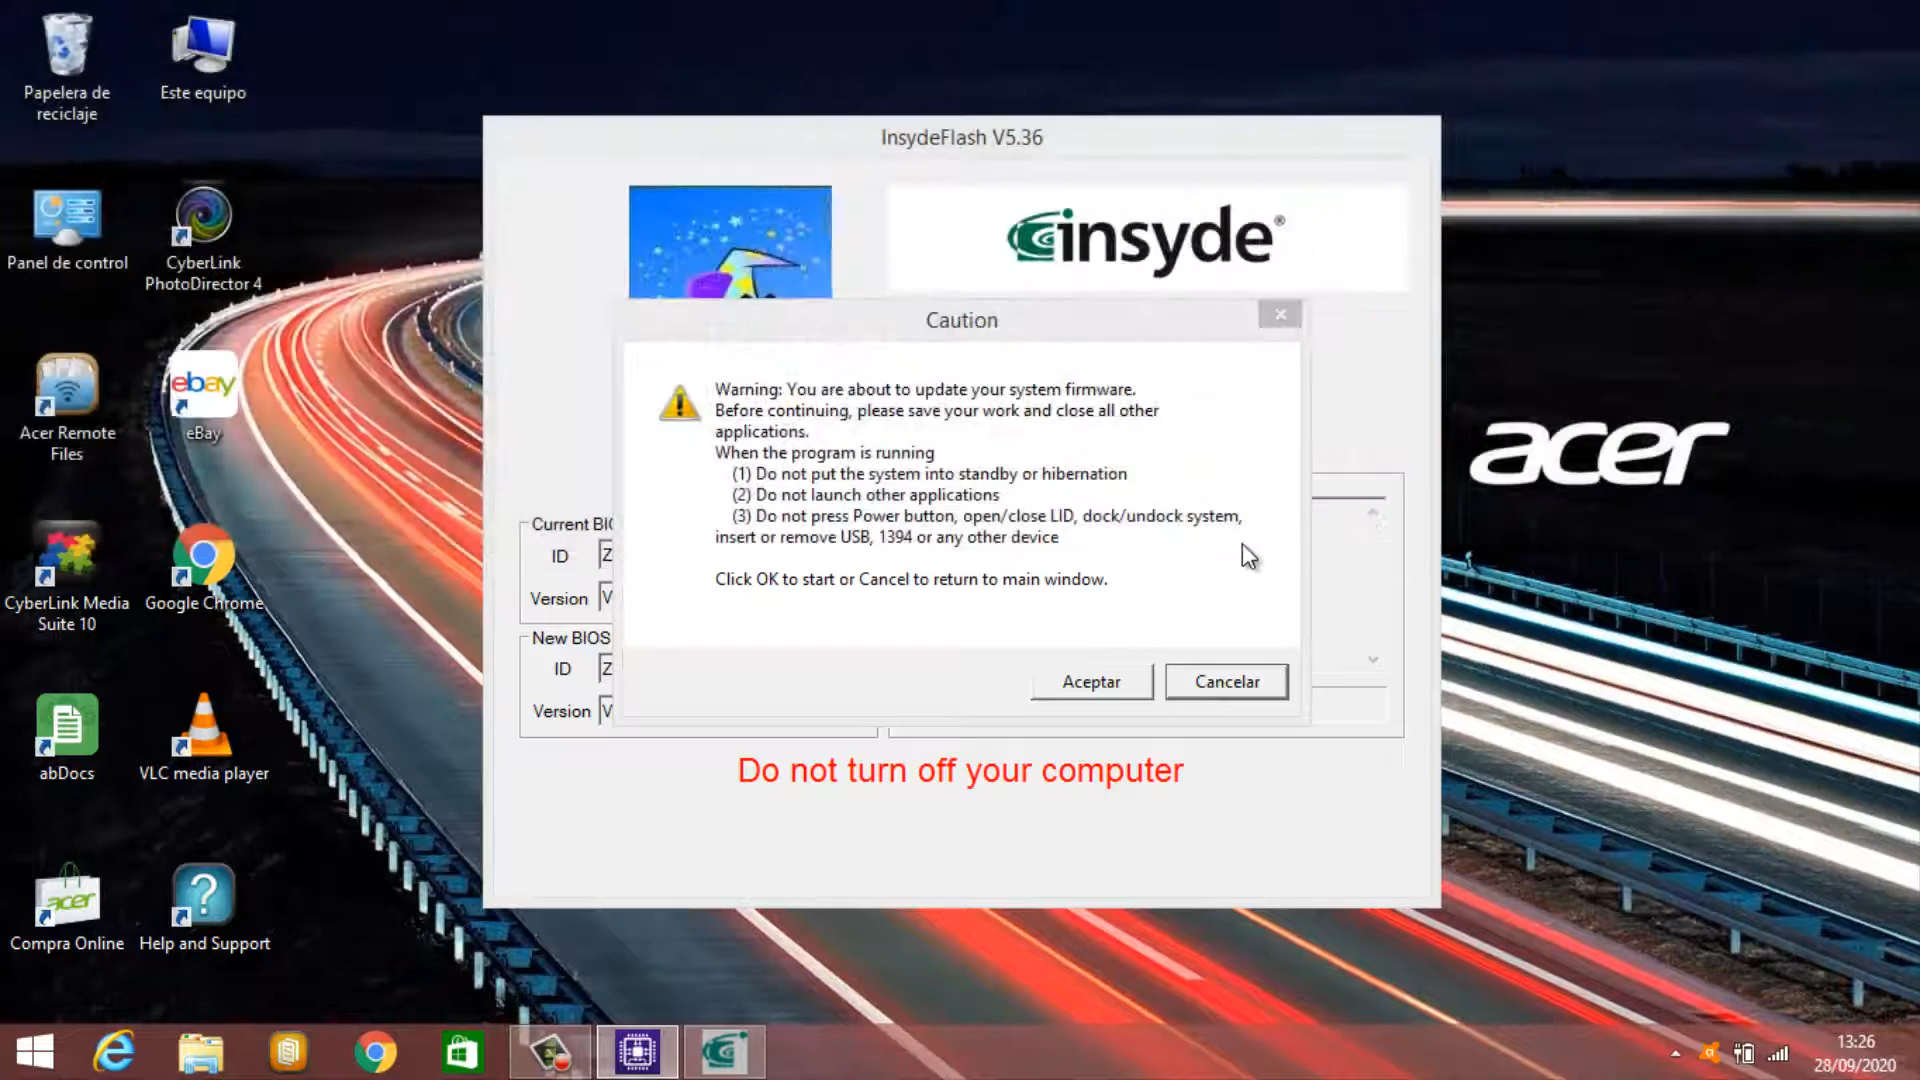 Papelera de
reciclaje
Este equipo
Panel de control
CyberLink
PhotoDirector 4
Acer Remote
Files
ebay
eBay
CyberLink Media
Suite 10
Google Chrome
abDocs
VLC media player
acer
Compra Online
Help and Support
InsydeFlash V5.36
insyde®
Caution
Warning: You are about to update your system firmware.
Before continuing, please save your work and close all other
applications.
When the program is running
(1) Do not put the system into standby or hibernation
(2) Do not launch other applications
(3) Do not press Power button, open/close LID, dock/undock system,
insert or remove USB, 1394 or any other device
Click OK to start or Cancel to return to main window.
Aceptar
Cancelar
Current BIO
ID Z
Version V
New BIOS
ID Z
Version V
Do not turn off your computer
acer
13:26
28/09/2020